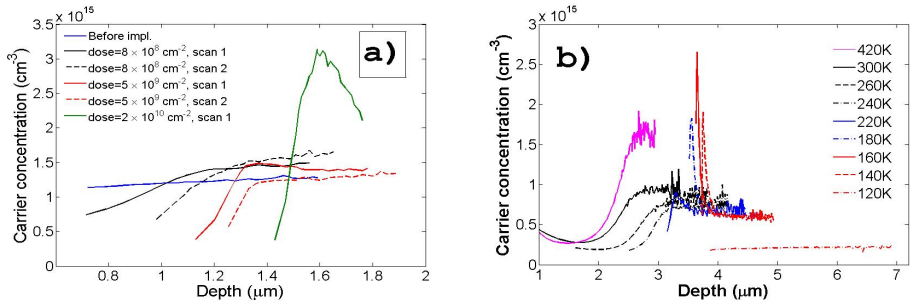 x 10^15
3.5
3
2.5
2
1.5
1
0.5
0
Carrier concentration (cm^-3)
0.6 0.8 1 1.2 1.4 1.6 1.8 2
Depth (μm)
Before impl.
dose=8 × 10^8 cm^-2, scan 1
dose=8 × 10^8 cm^-2, scan 2
dose=5 × 10^9 cm^-2, scan 1
dose=5 × 10^9 cm^-2, scan 2
dose=2 × 10^10 cm^-2, scan 1
a)
x 10^15
3
2.5
2
1.5
1
0.5
0
Carrier concentration (cm^-3)
1 2 3 4 5 6 7
Depth (μm)
b)
420K
300K
260K
240K
220K
180K
160K
140K
120K